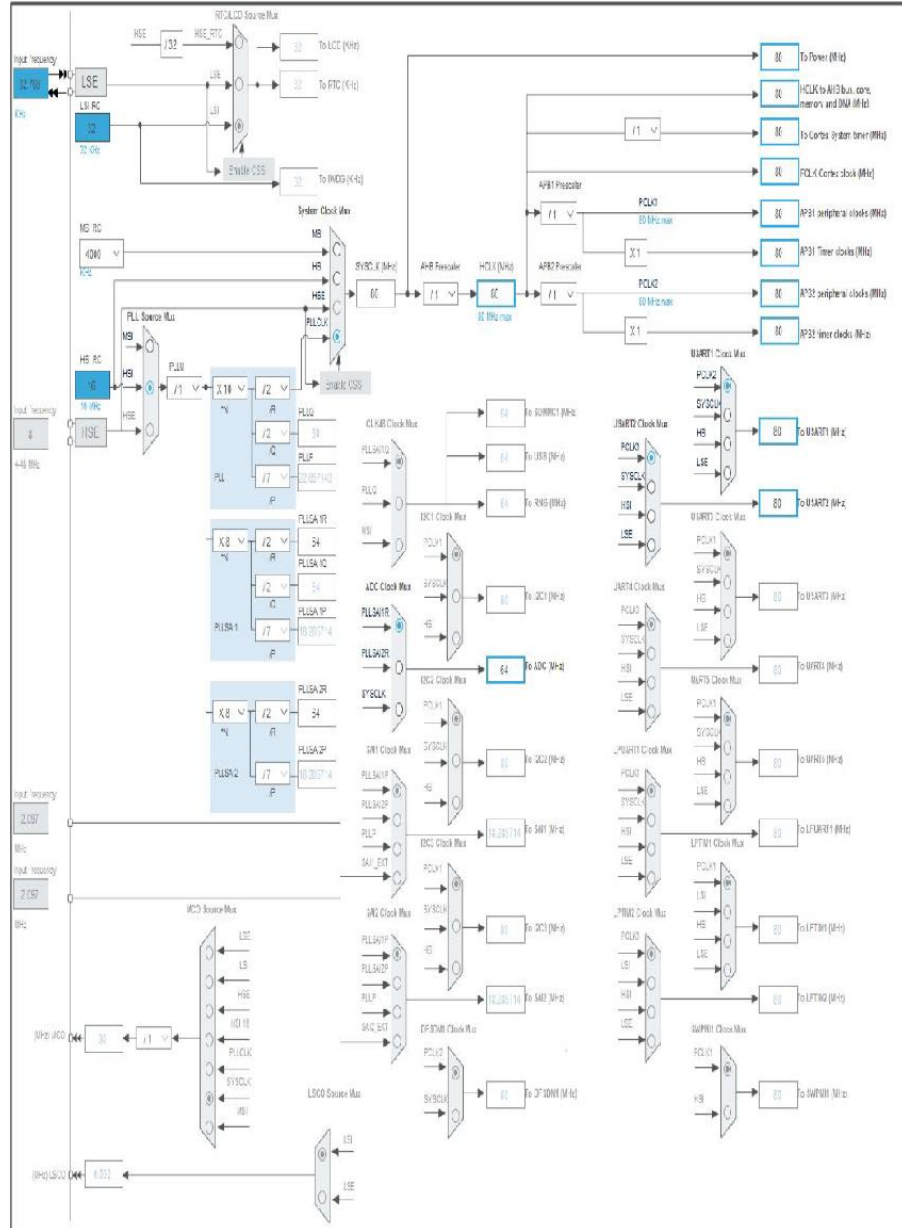 RTC/LCD Source Mux
HSE
/32
HSE_RTC
32
To LCD (KHz)
Input frequency
32.768
KHz
LSE
LSE
32
To RTC (KHz)
LSI RC
32
32 KHz
LSI
Enable CSS
32
To IWDG (KHz)
80
To Power (MHz)
80
HCLK to AHB bus, core,
memory and DMA (MHz)
/1
80
To Cortex System timer (MHz)
80
FCLK Cortex clock (MHz)
System Clock Mux
MSI RC
4000
KHz
MSI
HSI
HSE
PLLCLK
Enable CSS
SYSCLK (MHz)
80
AHB Prescaler
/1
HCLK (MHz)
80
80 MHz max
APB1 Prescaler
/1
PCLK1
80 MHz max
80
APB1 peripheral clocks (MHz)
X 1
80
APB1 Timer clocks (MHz)
APB2 Prescaler
/1
PCLK2
80 MHz max
80
APB2 peripheral clocks (MHz)
X 1
80
APB2 timer clocks (MHz)
PLL Source Mux
MSI
HSI
HSE
HSI RC
16
16 MHz
Input frequency
HSE
PLLM
/1
X 10
*N
/2
/R
PLLQ
/2
/Q
PLLP
/7
/P
PLL
X 8
*N
/2
/R
PLLSAI1R
64
PLLSAI1Q
/2
/Q
64
PLLSAI1P
/7
/P
18.285714
PLLSAI1
X 8
*N
/2
/R
PLLSAI2R
64
PLLSAI2P
/7
/P
18.285714
PLLSAI2
CLK48 Clock Mux
PLLSAI1Q
PLLQ
MSI
64
To SDMMC1 (MHz)
64
To USB (MHz)
64
To RNG (MHz)
I2C1 Clock Mux
PCLK1
SYSCLK
HSI
80
To I2C1 (MHz)
ADC Clock Mux
PLLSAI1R
PLLSAI2R
SYSCLK
64
To ADC (MHz)
I2C2 Clock Mux
PCLK1
SYSCLK
HSI
80
To I2C2 (MHz)
SAI1 Clock Mux
PLLSAI1P
PLLSAI2P
PLLP
SAI1_EXT
18.285714
To SAI1 (MHz)
I2C3 Clock Mux
PCLK1
SYSCLK
HSI
80
To I2C3 (MHz)
SAI2 Clock Mux
PLLSAI1P
PLLSAI2P
PLLP
SAI2_EXT
18.285714
To SAI2 (MHz)
DFSDM1 Clock Mux
PCLK2
SYSCLK
80
To DFSDM1 (MHz)
USART1 Clock Mux
PCLK2
SYSCLK
HSI
LSE
80
To USART1 (MHz)
USART2 Clock Mux
PCLK1
SYSCLK
HSI
LSE
80
To USART2 (MHz)
USART3 Clock Mux
PCLK1
SYSCLK
HSI
LSE
80
To USART3 (MHz)
UART4 Clock Mux
PCLK1
SYSCLK
HSI
LSE
80
To UART4 (MHz)
UART5 Clock Mux
PCLK1
SYSCLK
HSI
LSE
80
To UART5 (MHz)
LPUART1 Clock Mux
PCLK1
SYSCLK
HSI
LSE
80
To LPUART1 (MHz)
LPTIM1 Clock Mux
PCLK1
LSI
HSI
LSE
80
To LPTIM1 (MHz)
LPTIM2 Clock Mux
PCLK1
LSI
HSI
LSE
80
To LPTIM2 (MHz)
SWPMI1 Clock Mux
PCLK1
HSI
80
To SWPMI1 (MHz)
Input frequency
2.097
MHz
Input frequency
2.097
MHz
MCO Source Mux
LSE
LSI
HSE
HSI 16
PLLCLK
SYSCLK
MSI
(MHz) MCO
/1
LSCO Source Mux
LSI
LSE
(MHz) LSCO